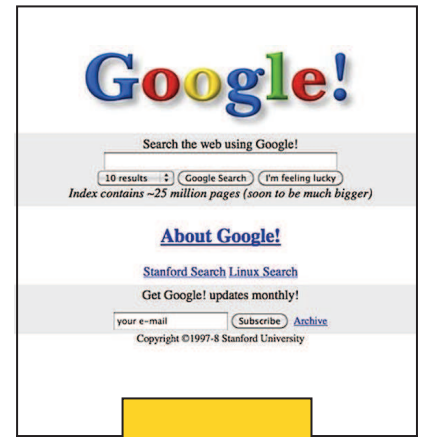 Google!
Search the web using Google!
10 results Google Search I'm feeling lucky
Index contains ~25 million pages (soon to be much bigger)
About Google!
Stanford Search Linux Search
Get Google! updates monthly!
your e-mail Subscribe Archive
Copyright ©1997-8 Stanford University